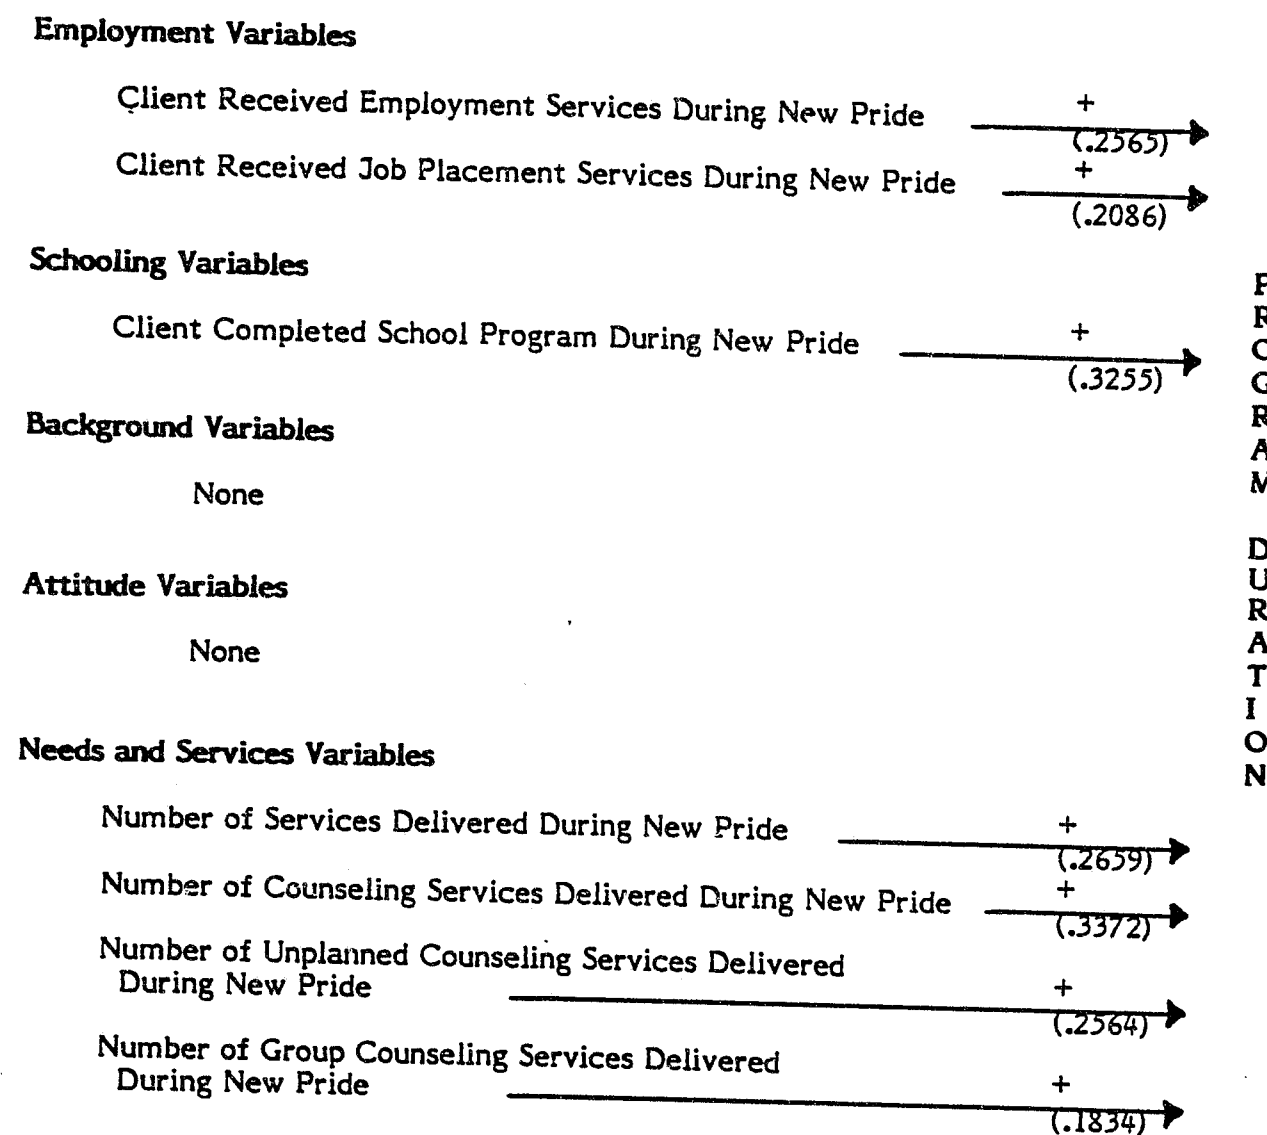 Employment Variables
Client Received Employment Services During New Pride
+
(.2565)
Client Received Job Placement Services During New Pride
+
(.2086)
Schooling Variables
Client Completed School Program During New Pride
+
(.3255)
Background Variables
None
Attitude Variables
None
Needs and Services Variables
Number of Services Delivered During New Pride
+
(.2659)
Number of Counseling Services Delivered During New Pride
+
(.3372)
Number of Unplanned Counseling Services Delivered
During New Pride
+
(.2564)
Number of Group Counseling Services Delivered
During New Pride
+
(.1834)
PROGRAM DURATION